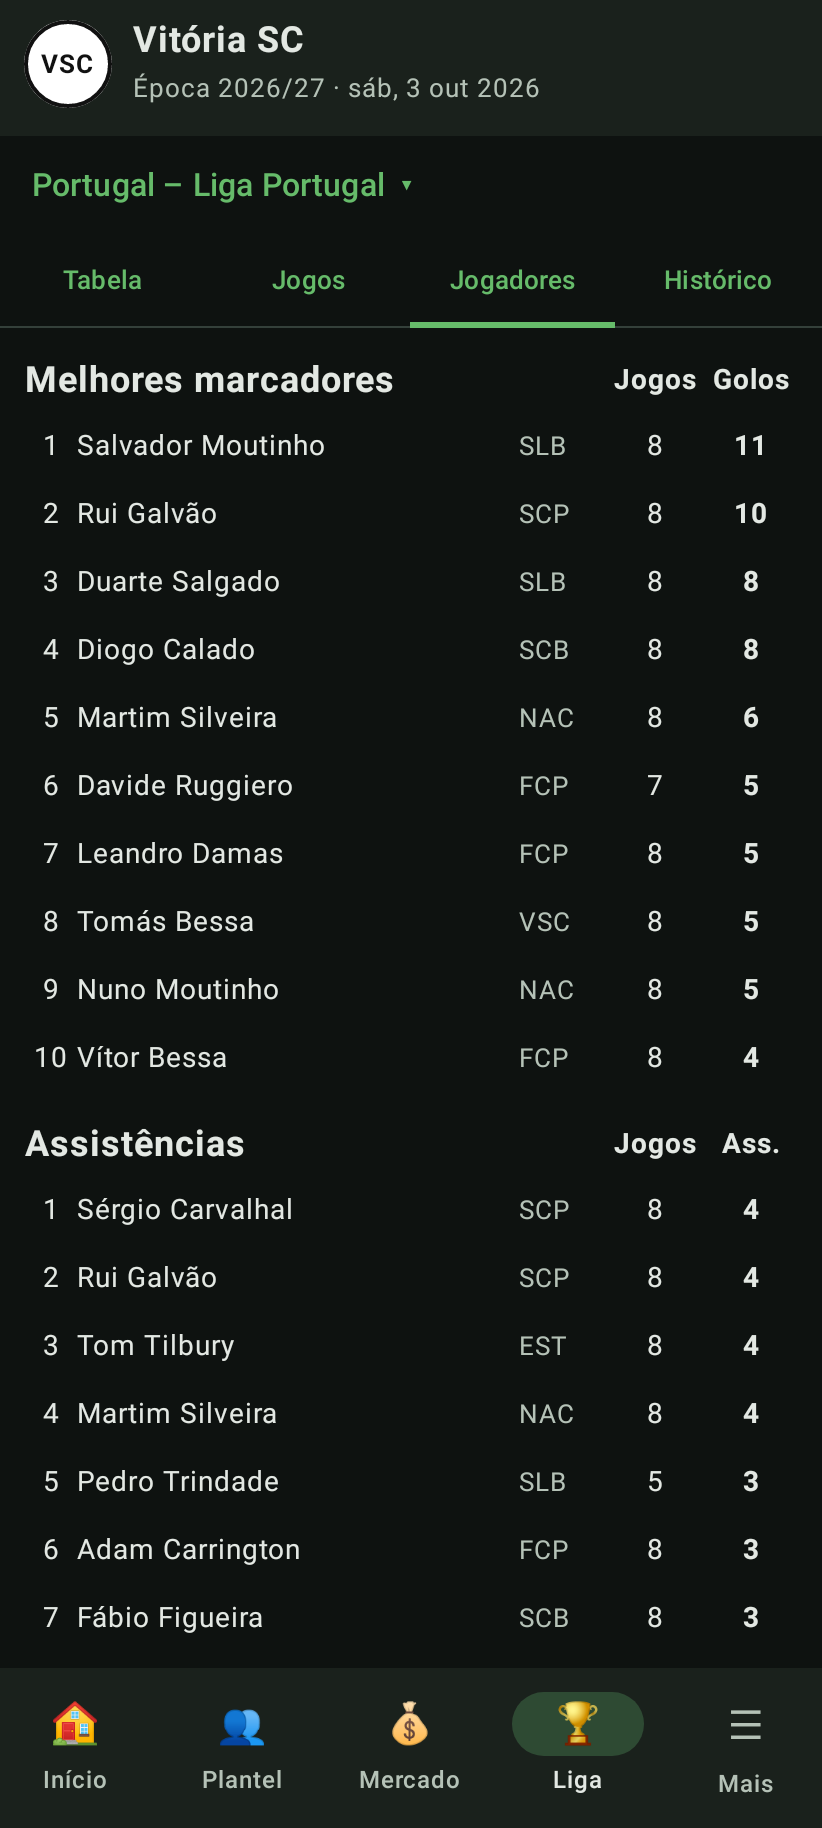 VSC
Vitória SC
Época 2026/27 · sáb, 3 out 2026
Portugal – Liga Portugal ▾
Tabela Jogos Jogadores Histórico
Melhores marcadores Jogos Golos
1 Salvador Moutinho SLB 8 11
2 Rui Galvão SCP 8 10
3 Duarte Salgado SLB 8 8
4 Diogo Calado SCB 8 8
5 Martim Silveira NAC 8 6
6 Davide Ruggiero FCP 7 5
7 Leandro Damas FCP 8 5
8 Tomás Bessa VSC 8 5
9 Nuno Moutinho NAC 8 5
10 Vítor Bessa FCP 8 4
Assistências Jogos Ass.
1 Sérgio Carvalhal SCP 8 4
2 Rui Galvão SCP 8 4
3 Tom Tilbury EST 8 4
4 Martim Silveira NAC 8 4
5 Pedro Trindade SLB 5 3
6 Adam Carrington FCP 8 3
7 Fábio Figueira SCB 8 3
Início Plantel Mercado Liga Mais